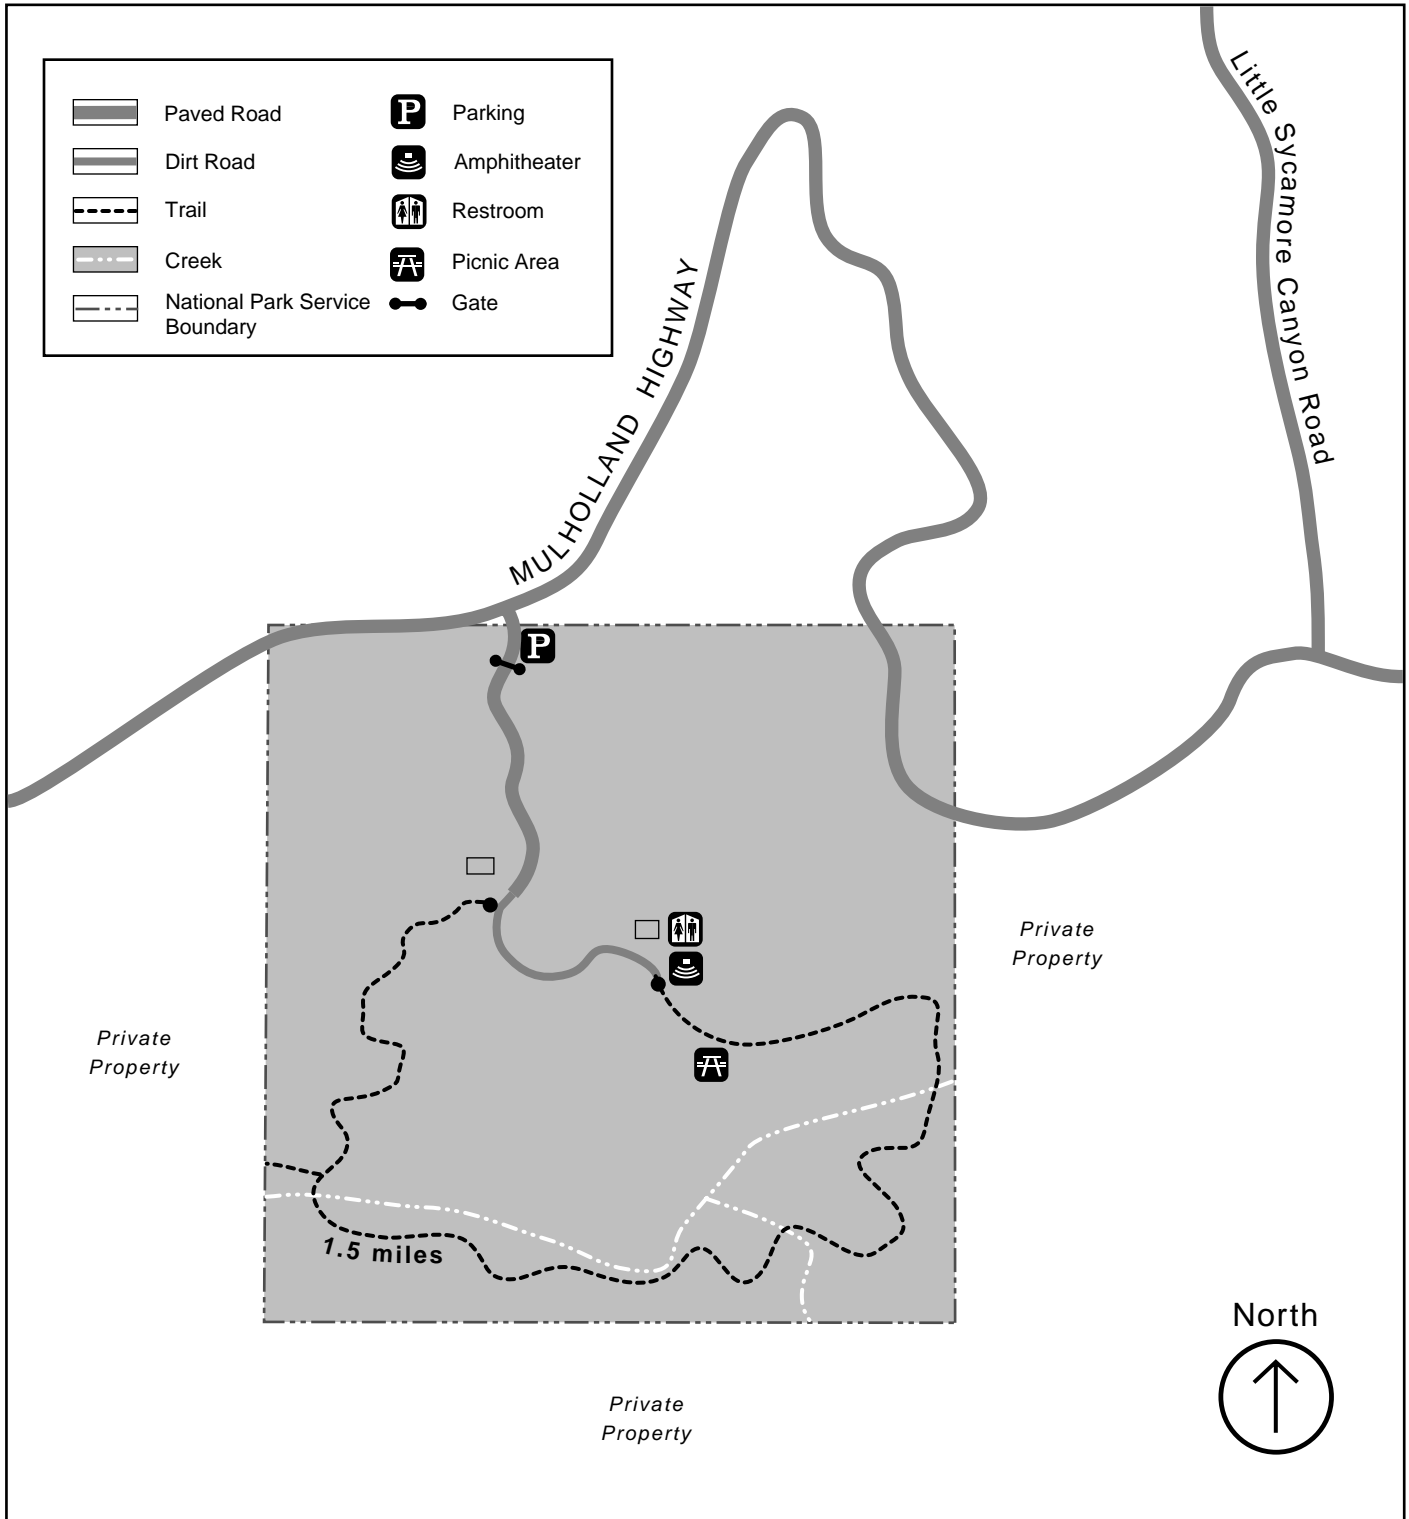 Paved Road
Dirt Road
Trail
Creek
National Park Service
Boundary
P
Parking
Amphitheater
Restroom
Picnic Area
Gate
MULHOLLAND HIGHWAY
Little Sycamore Canyon Road
P
Private
Property
Private
Property
1.5 miles
North
Private
Property